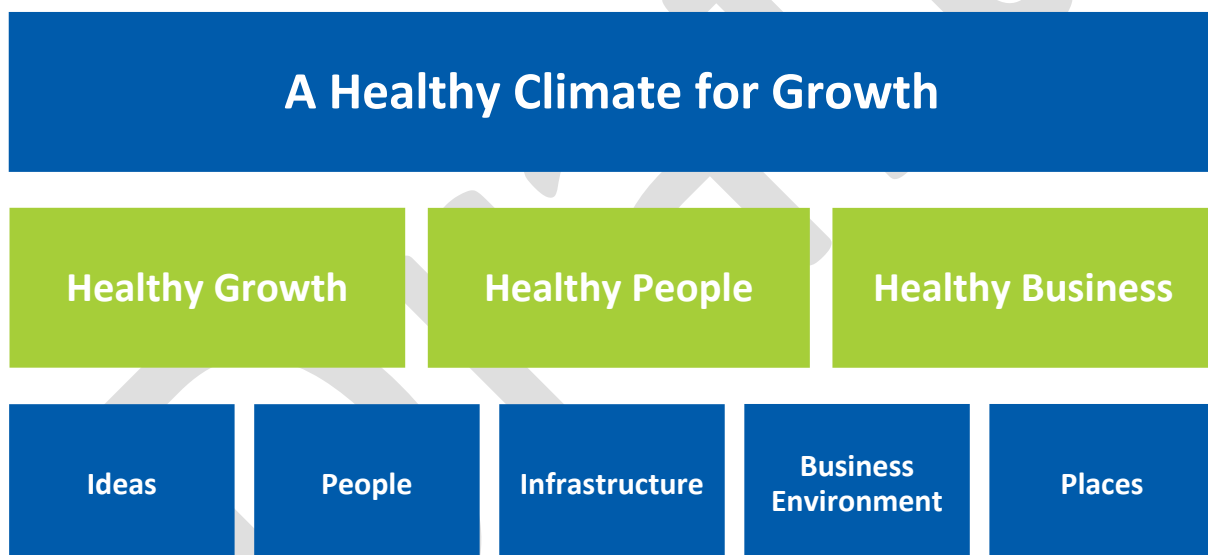 A Healthy Climate for Growth
Healthy Growth
Healthy People
Healthy Business
Ideas
People
Infrastructure
Business
Environment
Places